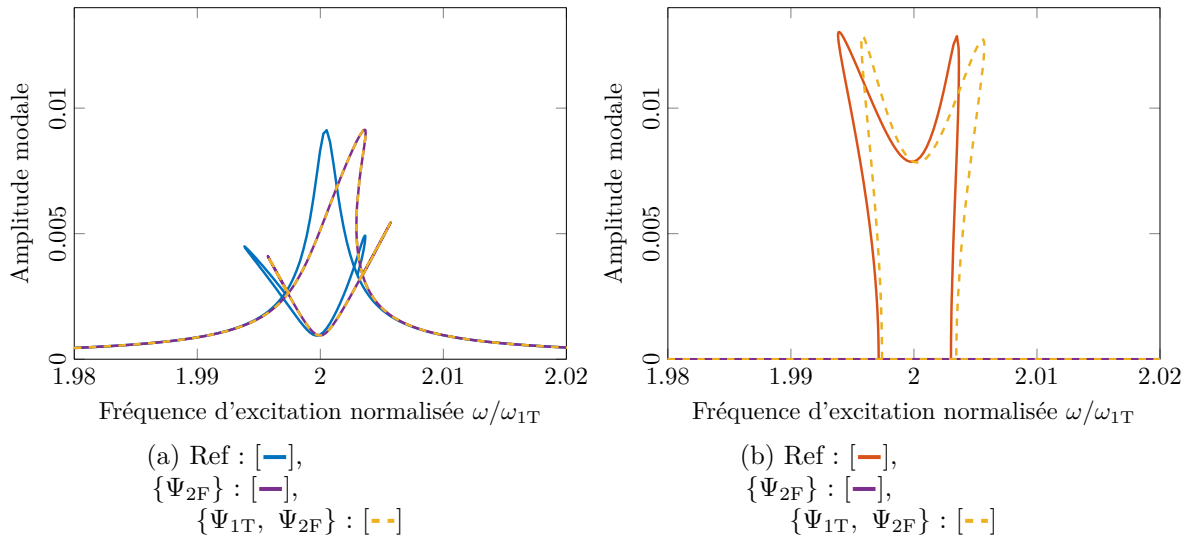 0.01
0.005
0
Amplitude modale
1.98 1.99 2 2.01 2.02
Fréquence d'excitation normalisée ω/ω1T
(a) Ref : [ ],
{Ψ2F} : [ ],
{Ψ1T, Ψ2F} : [ ]
0.01
0.005
0
Amplitude modale
1.98 1.99 2 2.01 2.02
Fréquence d'excitation normalisée ω/ω1T
(b) Ref : [ ],
{Ψ2F} : [ ],
{Ψ1T, Ψ2F} : [ ]